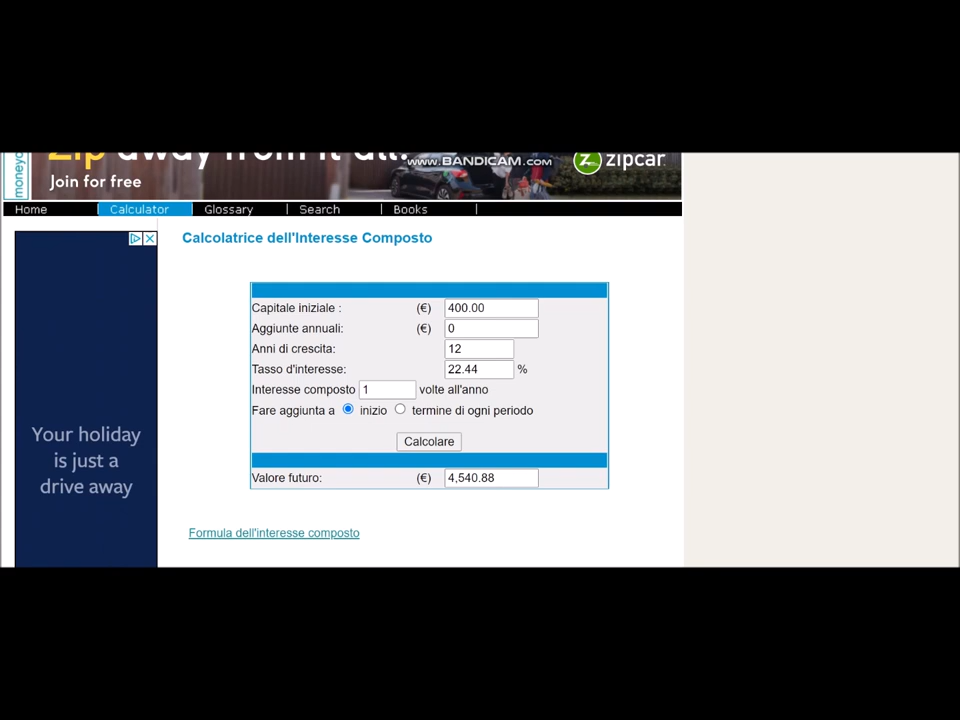 Zip away from it all.
www.BANDICAM.com
zipcar
moneyc
Join for free
Home | Calculator | Glossary | Search | Books |
Calcolatrice dell'Interesse Composto
Capitale iniziale : (€) 400.00
Aggiunte annuali: (€) 0
Anni di crescita: 12
Tasso d'interesse: 22.44 %
Interesse composto 1 volte all'anno
Fare aggiunta a inizio termine di ogni periodo
Calcolare
Valore futuro: (€) 4,540.88
Your holiday
is just a
drive away
Formula dell'interesse composto